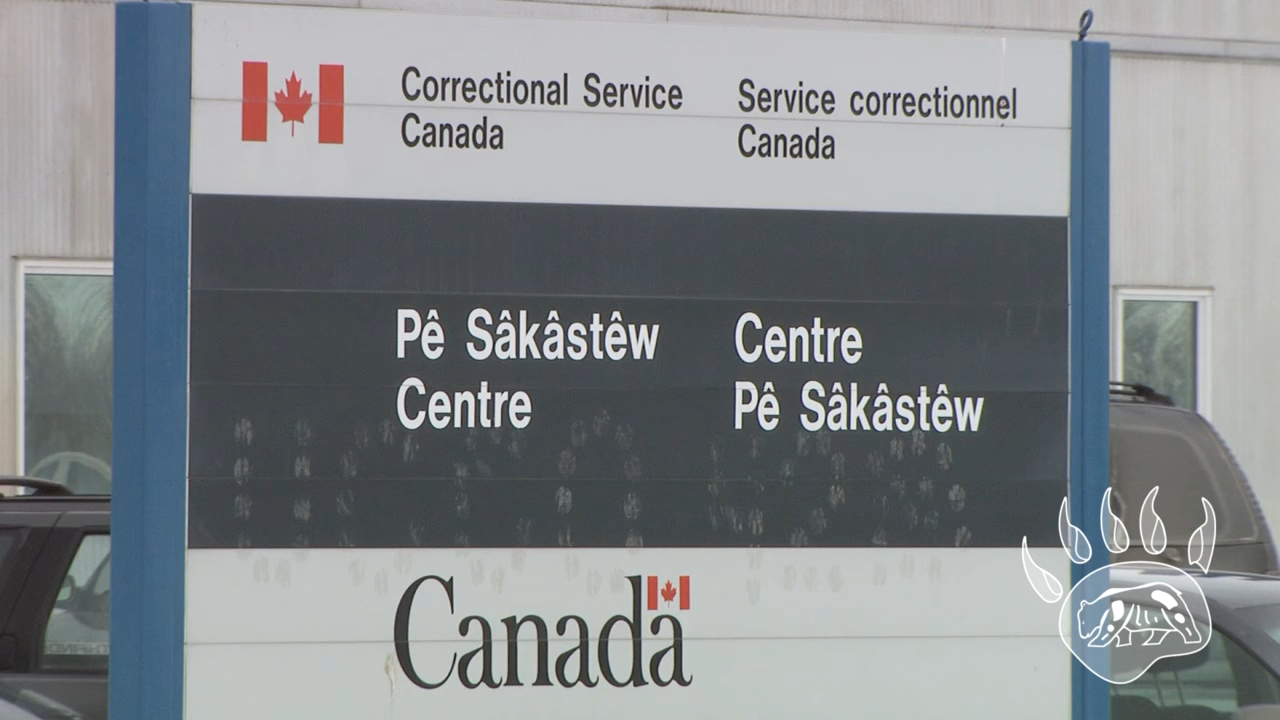 Correctional Service
Canada
Service correctionnel
Canada
Pê Sâkâstêw
Centre
Centre
Pê Sâkâstêw
Canada